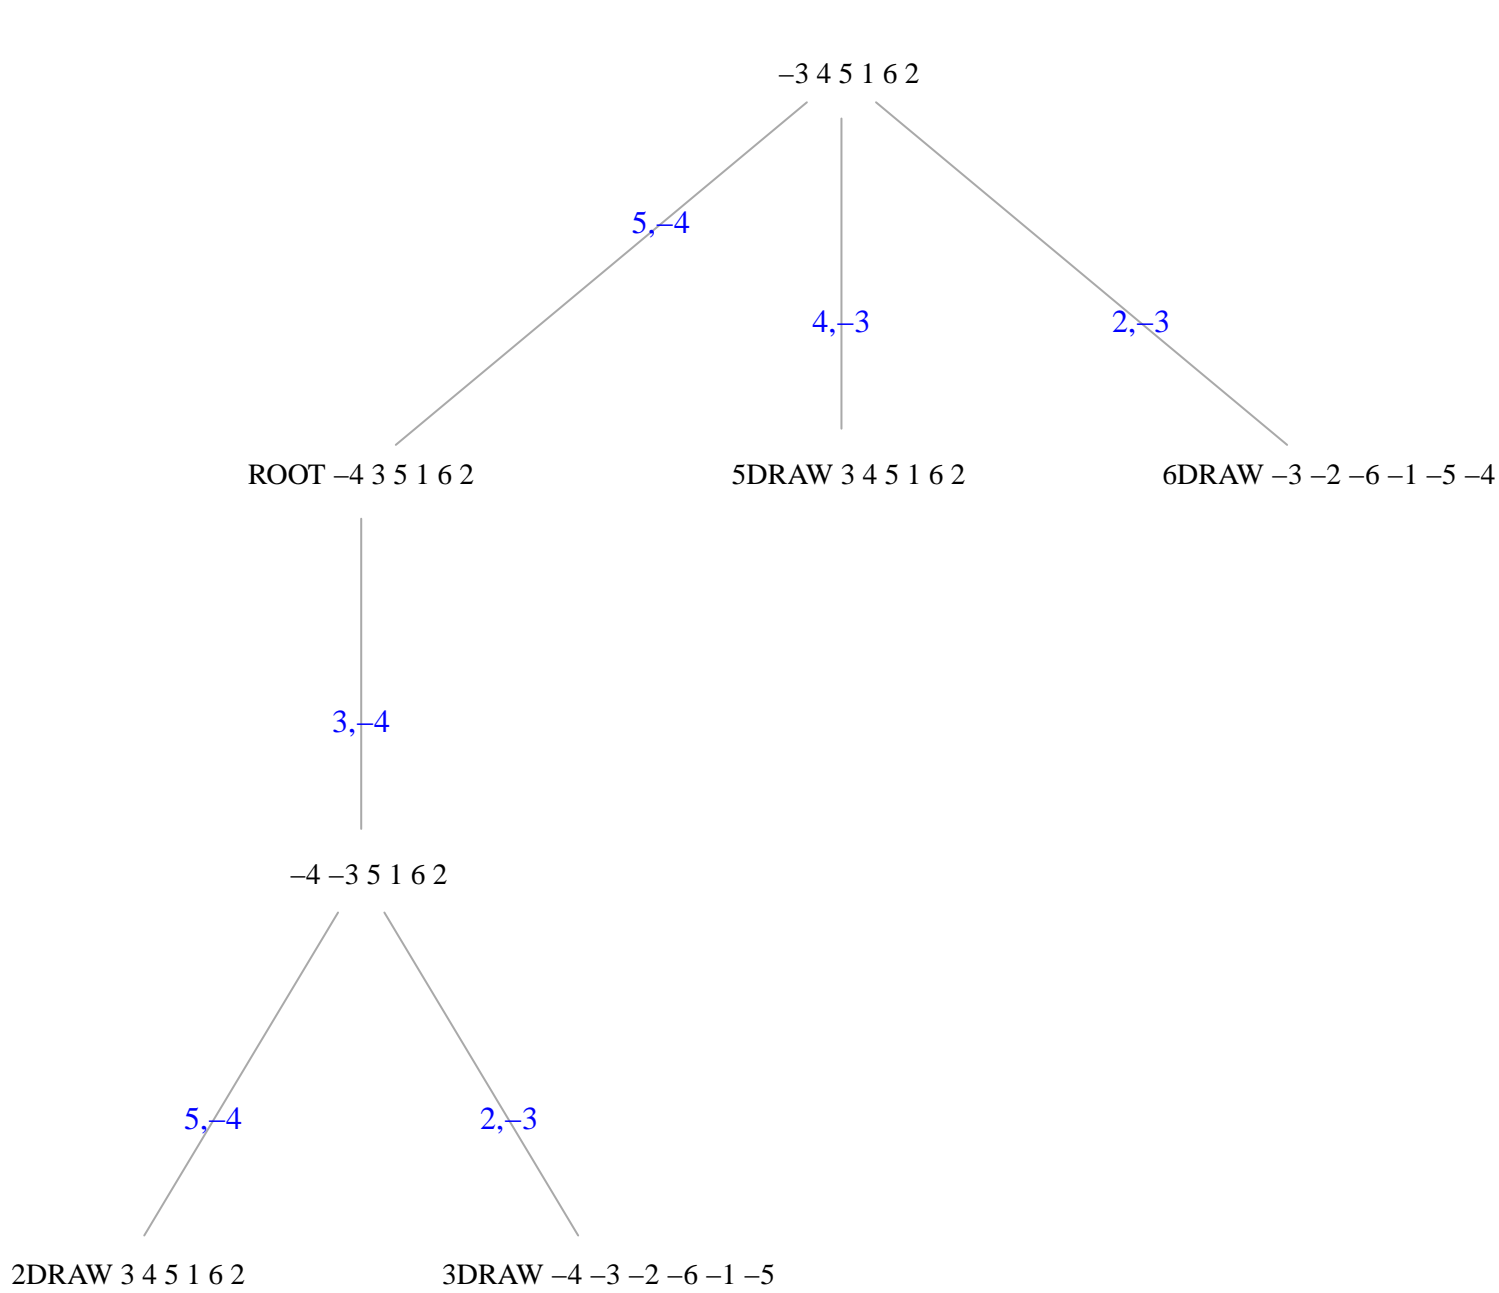 –3 4 5 1 6 2
5,–4
4,–3
2,–3
ROOT –4 3 5 1 6 2
5DRAW 3 4 5 1 6 2
6DRAW –3 –2 –6 –1 –5 –4
3,–4
–4 –3 5 1 6 2
5,–4
2,–3
2DRAW 3 4 5 1 6 2
3DRAW –4 –3 –2 –6 –1 –5